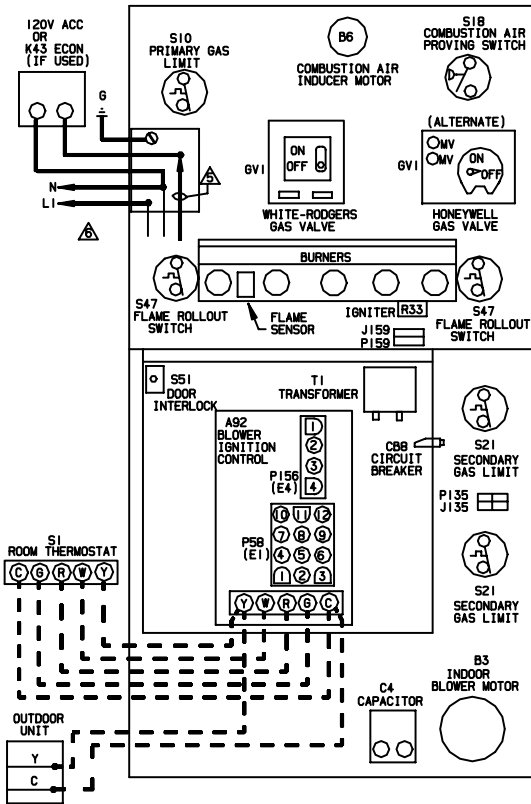 120V ACC
OR
K43 ECON
(IF USED)
G
N
L1
5
6
S10
PRIMARY GAS
LIMIT
B6
COMBUSTION AIR
INDUCER MOTOR
S18
COMBUSTION AIR
PROVING SWITCH
GV1
ON
OFF
WHITE-RODGERS
GAS VALVE
(ALTERNATE)
MV
MV
GV1
ON
OFF
HONEYWELL
GAS VALVE
BURNERS
S47
FLAME ROLLOUT
SWITCH
FLAME
SENSOR
IGNITER
R33
J159
P159
S47
FLAME ROLLOUT
SWITCH
S51
DOOR
INTERLOCK
T1
TRANSFORMER
A92
BLOWER
IGNITION
CONTROL
1
2
3
4
P156
(E4)
CB8
CIRCUIT
BREAKER
S21
SECONDARY
GAS LIMIT
P135
J135
P58
(E1)
10 11 12
7 8 9
4 5 6
1 2 3
Y W R G C
S21
SECONDARY
GAS LIMIT
S1
ROOM THERMOSTAT
C G R W Y
OUTDOOR
UNIT
Y
C
C4
CAPACITOR
B3
INDOOR
BLOWER MOTOR